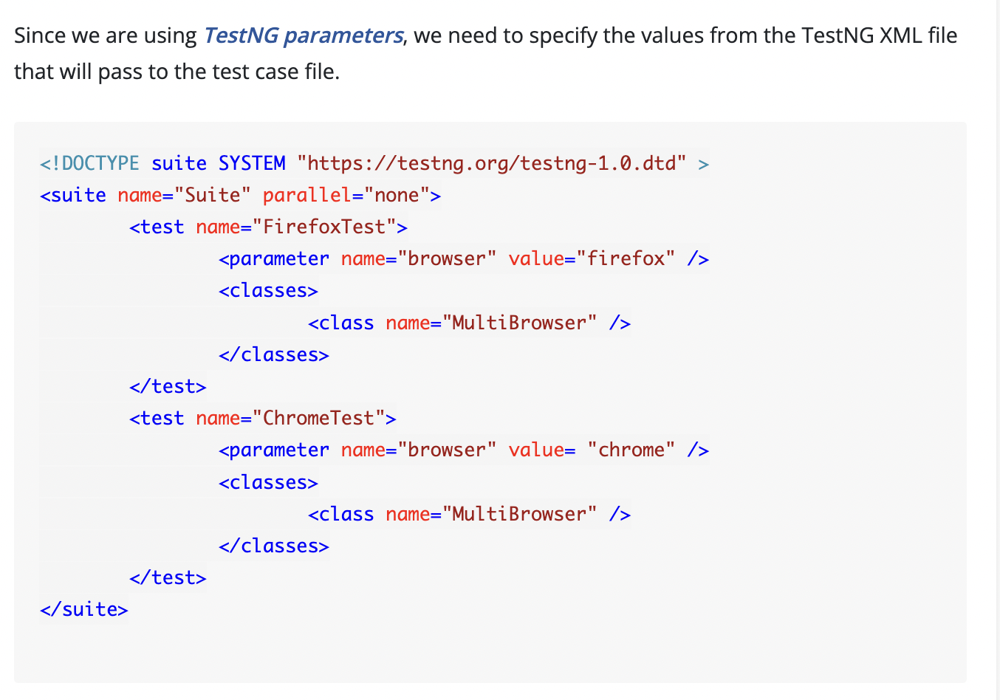 Since we are using TestNG parameters, we need to specify the values from the TestNG XML file
that will pass to the test case file.
<!DOCTYPE suite SYSTEM "https://testng.org/testng-1.0.dtd" >
<suite name="Suite" parallel="none">
<test name="FirefoxTest">
<parameter name="browser" value="firefox" />
<classes>
<class name="MultiBrowser" />
</classes>
</test>
<test name="ChromeTest">
<parameter name="browser" value= "chrome" />
<classes>
<class name="MultiBrowser" />
</classes>
</test>
</suite>